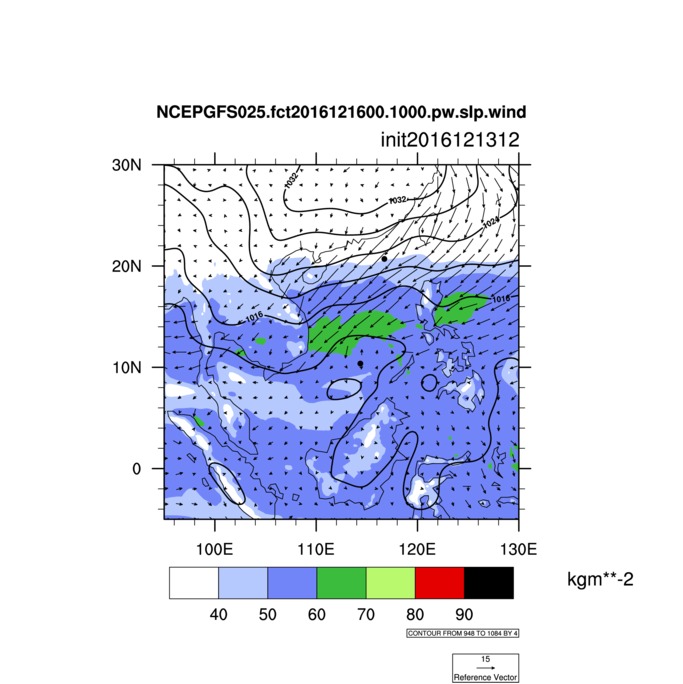 NCEPGFS025.fct2016121600.1000.pw.slp.wind
init2016121312
30N
1032
1032
1024
20N
1016
1016
10N
0
100E 110E 120E 130E
kgm**-2
40 50 60 70 80 90
CONTOUR FROM 948 TO 1084 BY 4
15
Reference Vector